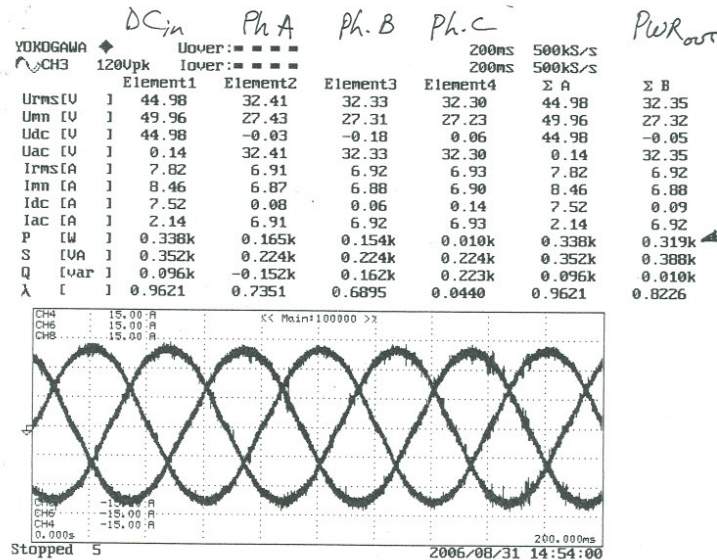 DCin Ph A Ph. B Ph. C PWRout
YOKOGAWA ◆ Uover:■ ■ ■ ■ 200ms 500kS/s
CH3 120Vpk Iover:■ ■ ■ ■ 200ms 500kS/s
Element1 Element2 Element3 Element4 Σ A Σ B
Urms[V ] 44.98 32.41 32.33 32.30 44.98 32.35
Umn [V ] 49.96 27.43 27.31 27.23 49.96 27.32
Udc [V ] 44.98 -0.03 -0.18 0.06 44.98 -0.05
Uac [V ] 0.14 32.41 32.33 32.30 0.14 32.35
Irms[A ] 7.82 6.91 6.92 6.93 7.82 6.92
Imn [A ] 8.46 6.87 6.88 6.90 8.46 6.88
Idc [A ] 7.52 0.08 0.06 0.14 7.52 0.09
Iac [A ] 2.14 6.91 6.92 6.93 2.14 6.92
P [W ] 0.338k 0.165k 0.154k 0.010k 0.338k 0.319k
S [VA ] 0.352k 0.224k 0.224k 0.224k 0.352k 0.388k
Q [var ] 0.096k -0.152k 0.162k 0.223k 0.096k 0.010k
λ [ ] 0.9621 0.7351 0.6895 0.0440 0.9621 0.8226
CH4 15.00 A << Main:100000 >>
CH6 15.00 A
CH8 15.00 A
-15.00 A
CH6 -15.00 A
CH4 -15.00 A
0.000s 200.000ms
Stopped 5 2006/08/31 14:54:00